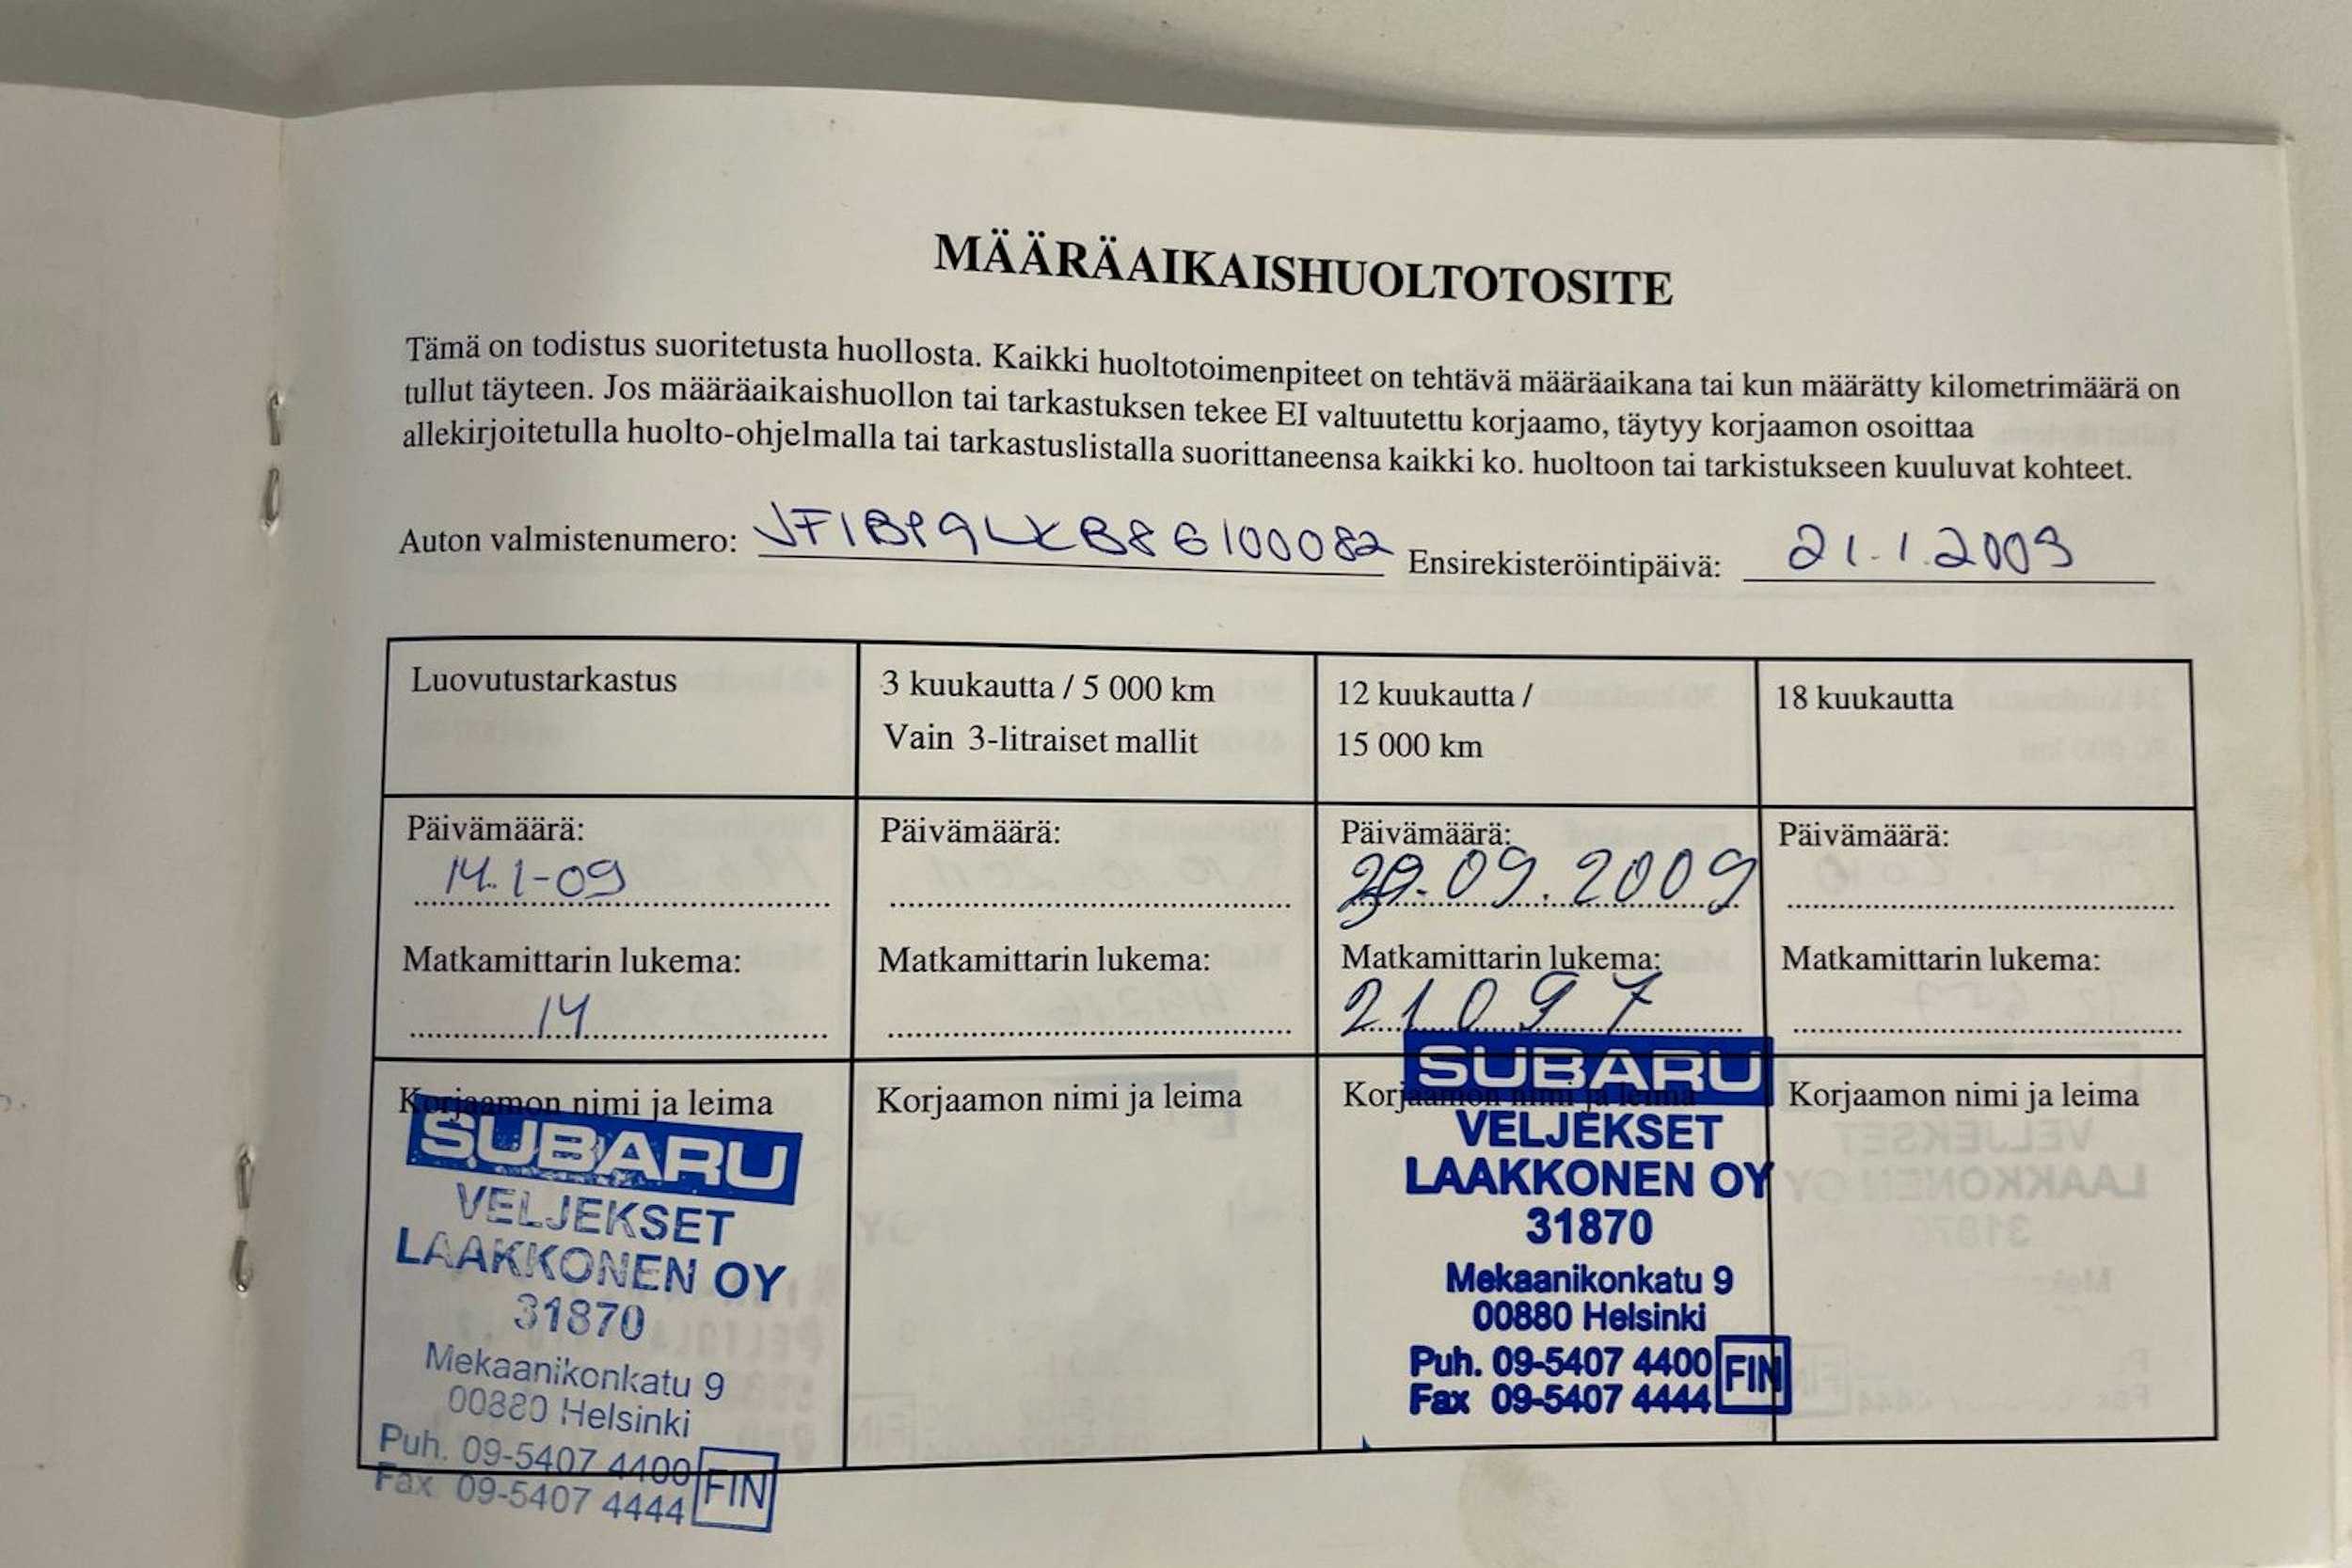 MÄÄRÄAIKAISHUOLTOTOSITE
Tämä on todistus suoritetusta huollosta. Kaikki huoltotoimenpiteet on tehtävä määräaikana tai kun määrätty kilometrimäärä on
tullut täyteen. Jos määräaikaishuollon tai tarkastuksen tekee EI valtuutettu korjaamo, täytyy korjaamon osoittaa
allekirjoitetulla huolto-ohjelmalla tai tarkastuslistalla suorittaneensa kaikki ko. huoltoon tai tarkistukseen kuuluvat kohteet.
Auton valmistenumero: JF1BP9LXB8G100082 Ensirekisteröintipäivä: 21.1.2009
Luovutustarkastus
3 kuukautta / 5 000 km
Vain 3-litraiset mallit
12 kuukautta /
15 000 km
18 kuukautta
Päivämäärä:
14.1-09
Päivämäärä:
Päivämäärä:
.09.2009
Päivämäärä:
Matkamittarin lukema:
14
Matkamittarin lukema:
Matkamittarin lukema:
21097
Matkamittarin lukema:
Korjaamon nimi ja leima
SUBARU
VELJEKSET
LAAKKONEN OY
31870
Mekaanikonkatu 9
00880 Helsinki
Puh. 09-5407 4400
Fax 09-5407 4444
FIN
Korjaamon nimi ja leima
Korjaamon nimi ja leima
SUBARU
VELJEKSET
LAAKKONEN OY
31870
Mekaanikonkatu 9
00880 Helsinki
Puh. 09-5407 4400
Fax 09-5407 4444
FIN
Korjaamon nimi ja leima